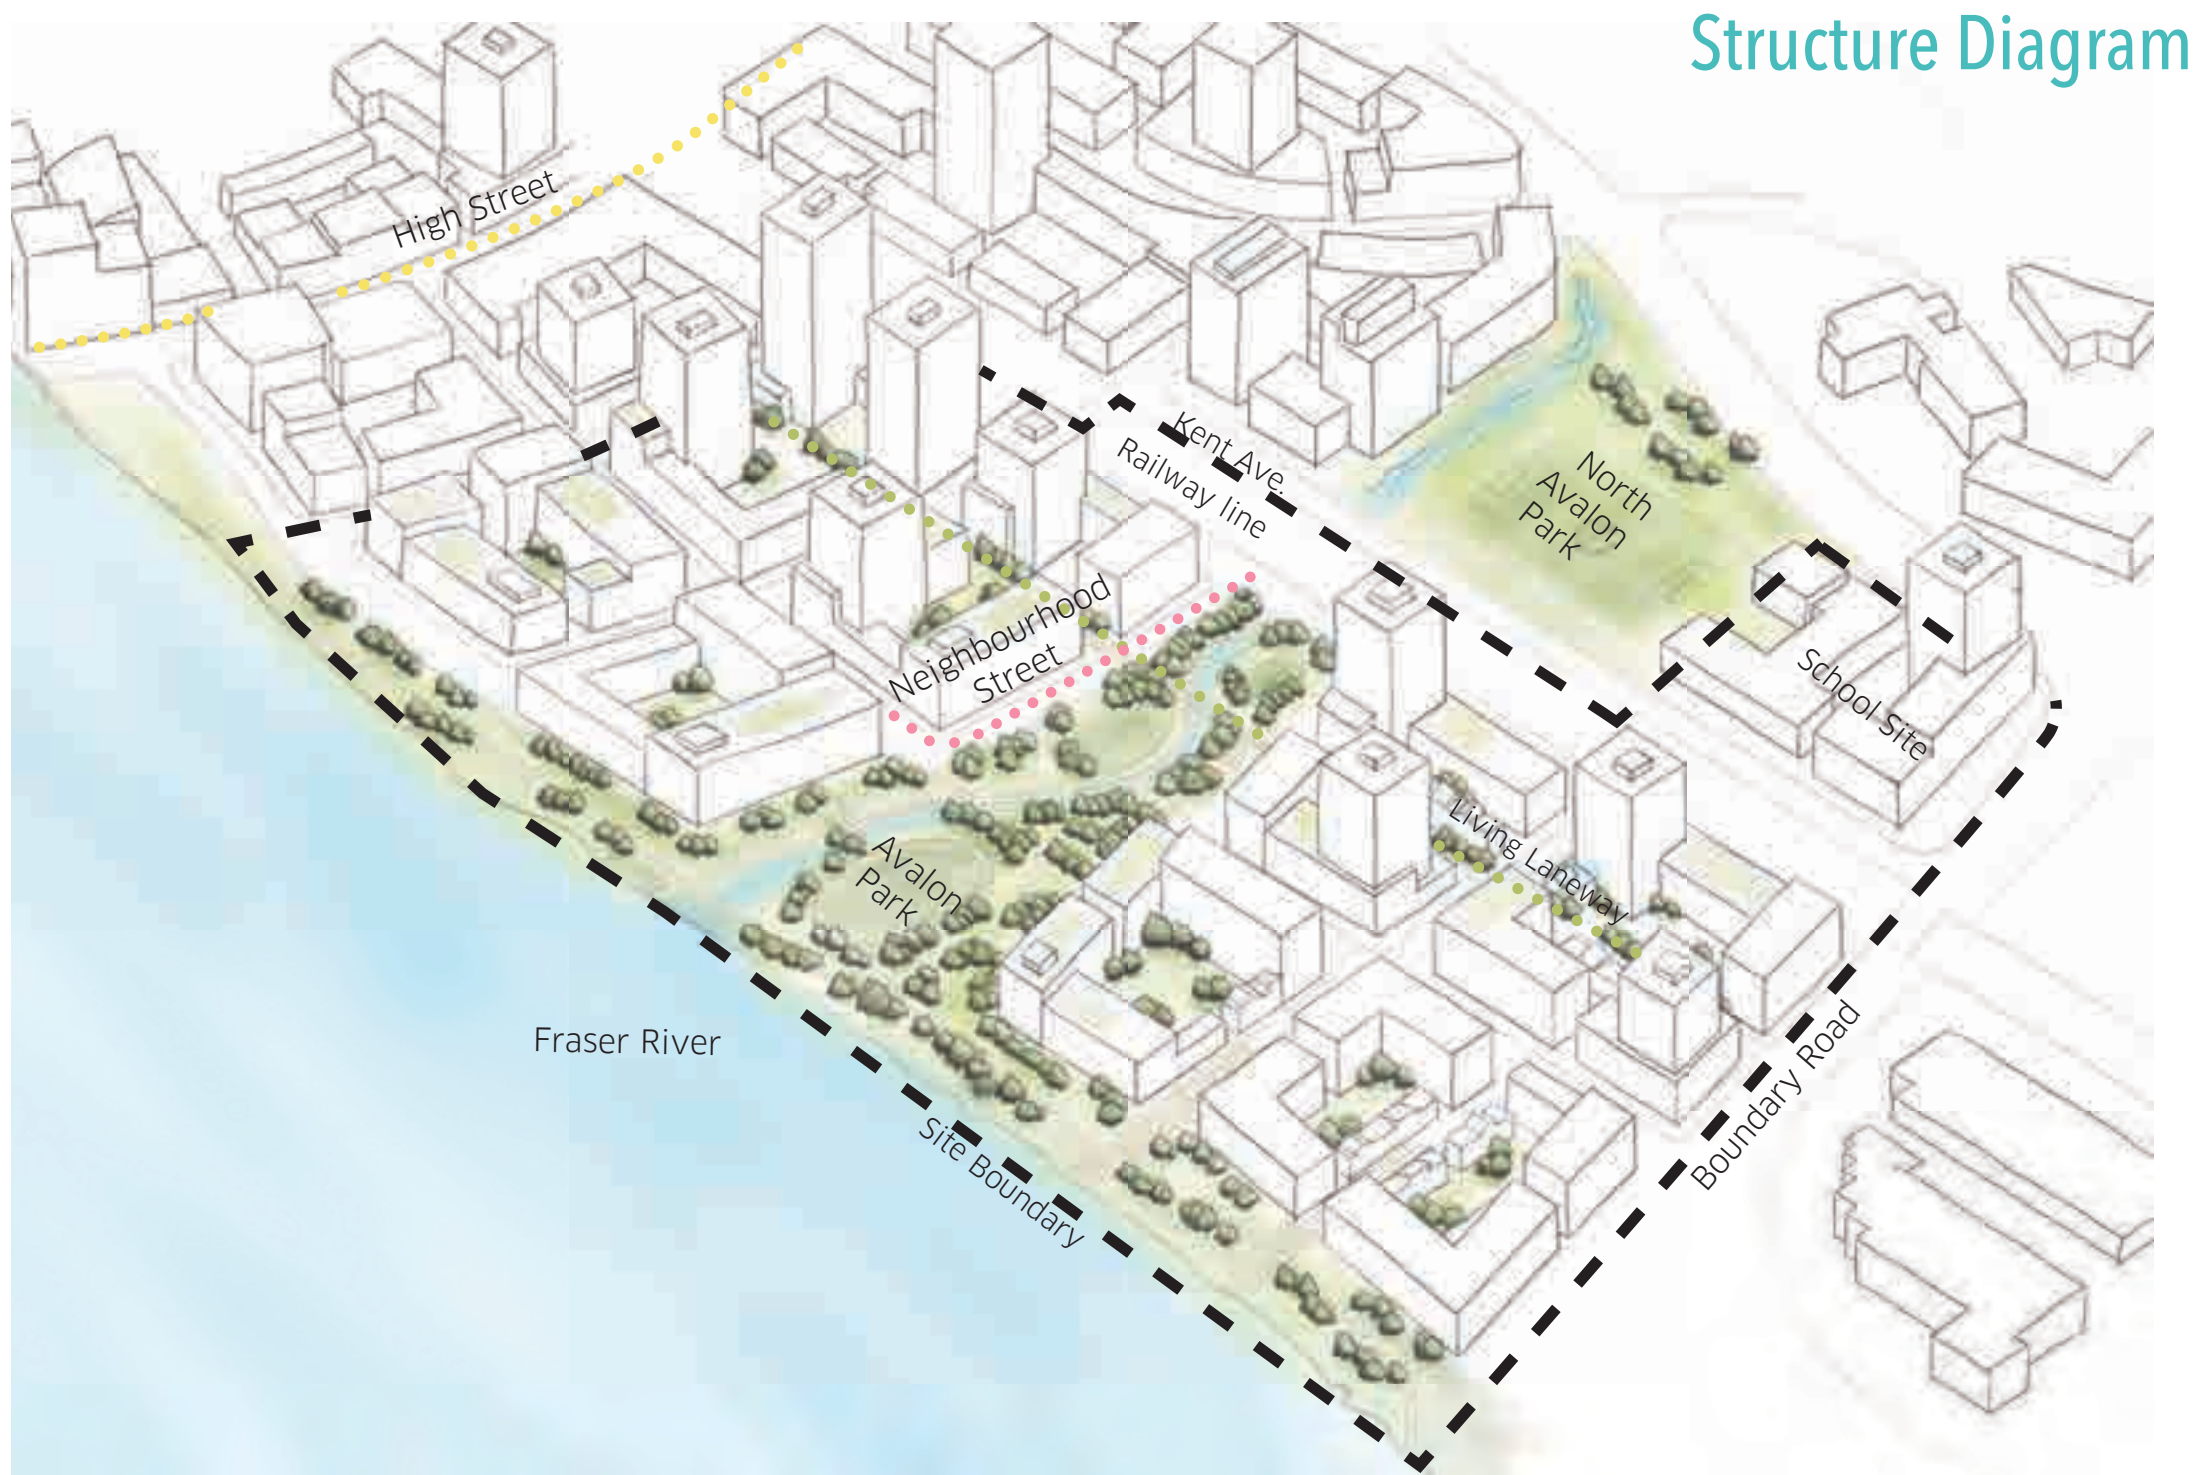 Structure Diagram
High Street
Kent Ave.
Railway line
North
Avalon
Park
Neighbourhood
Street
School Site
Living Laneway
Avalon
Park
Fraser River
Site Boundary
Boundary Road